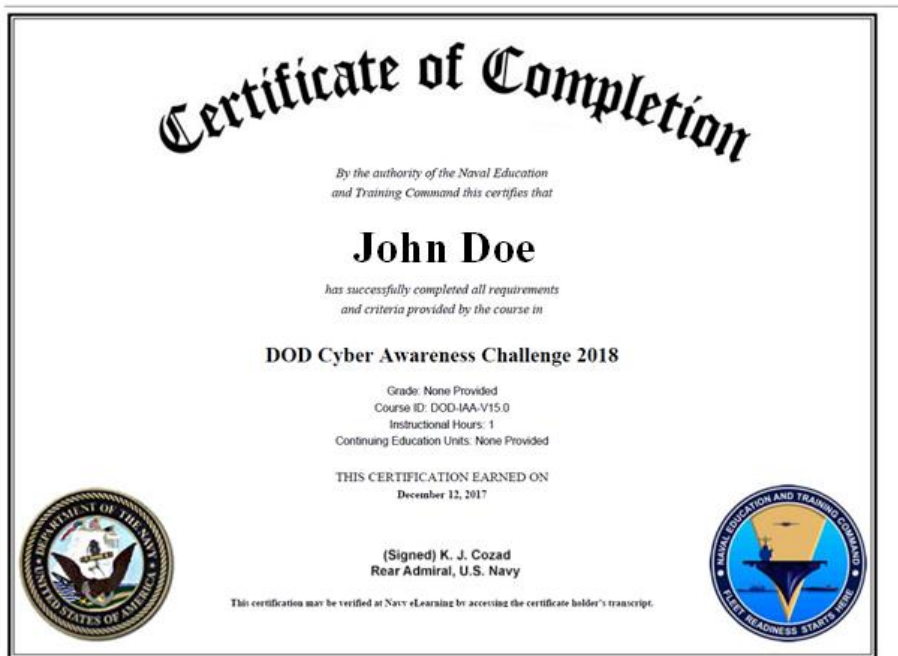 Certificate of Completion
By the authority of the Naval Education
and Training Command this certifies that
John Doe
has successfully completed all requirements
and criteria provided by the course in
DOD Cyber Awareness Challenge 2018
Grade: None Provided
Course ID: DOD-IAA-V15.0
Instructional Hours: 1
Continuing Education Units: None Provided
THIS CERTIFICATION EARNED ON
December 12, 2017
(Signed) K. J. Cozad
Rear Admiral, U.S. Navy
This certification may be verified at Navy eLearning by accessing the certificate holder's transcript.
DEPARTMENT OF THE NAVY
UNITED STATES OF AMERICA
NAVAL EDUCATION AND TRAINING COMMAND
FLEET READINESS STARTS HERE